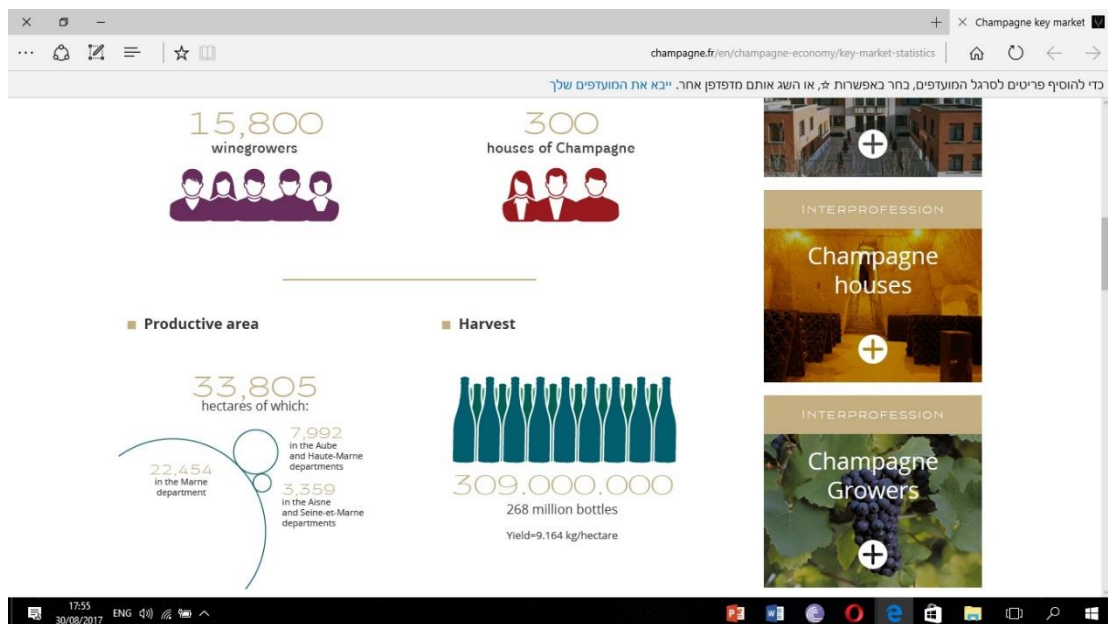 Champagne key market
champagne.fr/en/champagne-economy/key-market-statistics
כדי להוסיף פריטים לסרגל המועדפים, בחר באפשרות ☆, או השג אותם מדפדפן אחר. ייבא את המועדפים שלך
15,800
winegrowers
300
houses of Champagne
Productive area
33,805
hectares of which:
7,992
in the Aube
and Haute-Marne
departments
22,454
in the Marne
department
3,359
in the Aisne
and Seine-et-Marne
departments
Harvest
309.000.000
268 million bottles
Yield=9.164 kg/hectare
INTERPROFESSION
Champagne
houses
INTERPROFESSION
Champagne
Growers
17:55
ENG
30/08/2017